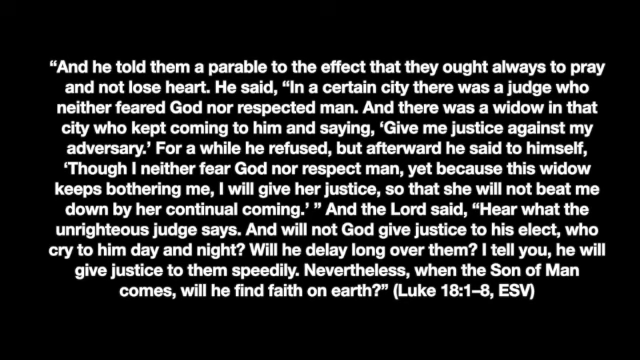 “And he told them a parable to the effect that they ought always to pray
and not lose heart. He said, “In a certain city there was a judge who
neither feared God nor respected man. And there was a widow in that
city who kept coming to him and saying, ‘Give me justice against my
adversary.’ For a while he refused, but afterward he said to himself,
‘Though I neither fear God nor respect man, yet because this widow
keeps bothering me, I will give her justice, so that she will not beat me
down by her continual coming.’ ” And the Lord said, “Hear what the
unrighteous judge says. And will not God give justice to his elect, who
cry to him day and night? Will he delay long over them? I tell you, he will
give justice to them speedily. Nevertheless, when the Son of Man
comes, will he find faith on earth?” (Luke 18:1–8, ESV)